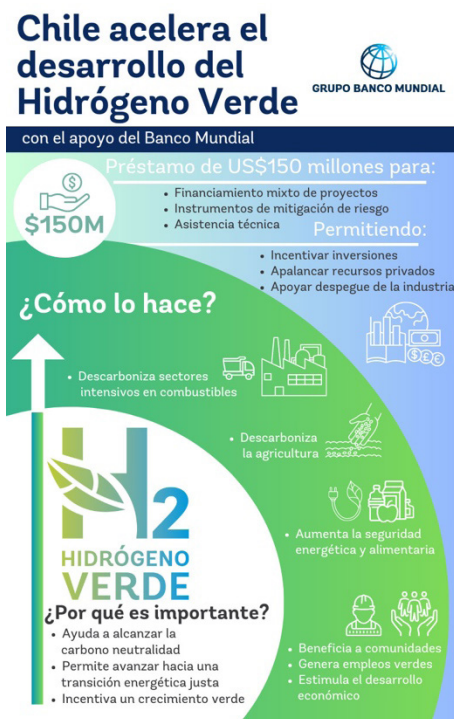 Chile acelera el
desarrollo del
Hidrógeno Verde
GRUPO BANCO MUNDIAL
con el apoyo del Banco Mundial
Préstamo de US$150 millones para:
$150M
• Financiamiento mixto de proyectos
• Instrumentos de mitigación de riesgo
• Asistencia técnica
Permitiendo:
• Incentivar inversiones
• Apalancar recursos privados
• Apoyar despegue de la industria
¿Cómo lo hace?
• Descarboniza sectores
intensivos en combustibles
• Descarboniza
la agricultura
• Aumenta la seguridad
energética y alimentaria
• Beneficia a comunidades
• Genera empleos verdes
• Estimula el desarrollo
económico
H2
HIDRÓGENO
VERDE
¿Por qué es importante?
• Ayuda a alcanzar la
carbono neutralidad
• Permite avanzar hacia una
transición energética justa
• Incentiva un crecimiento verde